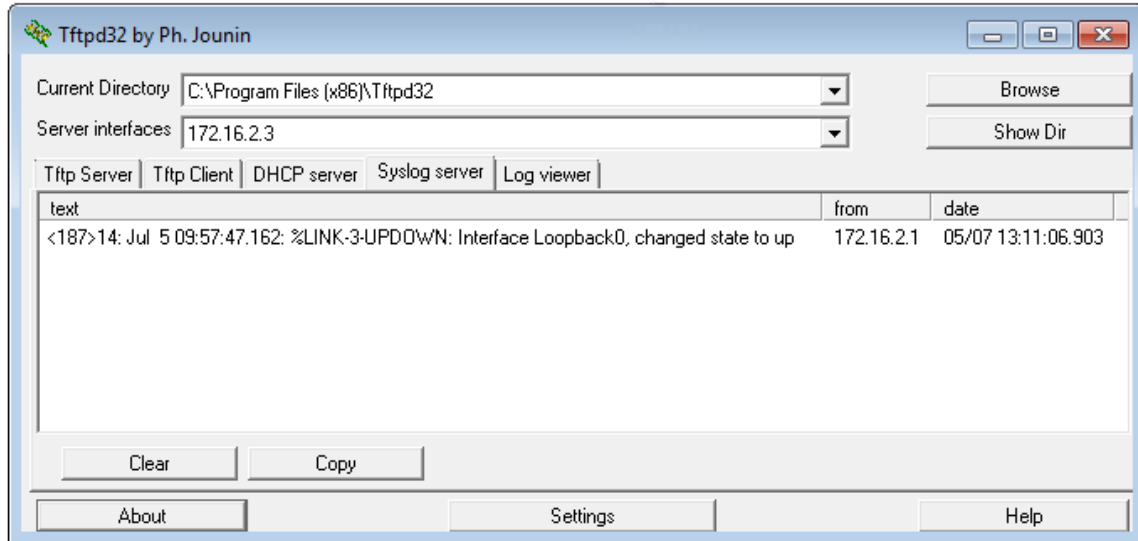 Tftpd32 by Ph. Jounin
Current Directory C:\Program Files (x86)\Tftpd32 Browse
Server interfaces 172.16.2.3 Show Dir
Tftp Server Tftp Client DHCP server Syslog server Log viewer
text from date
<187>14: Jul  5 09:57:47.162: %LINK-3-UPDOWN: Interface Loopback0, changed state to up 172.16.2.1 05/07 13:11:06.903
Clear Copy
About Settings Help